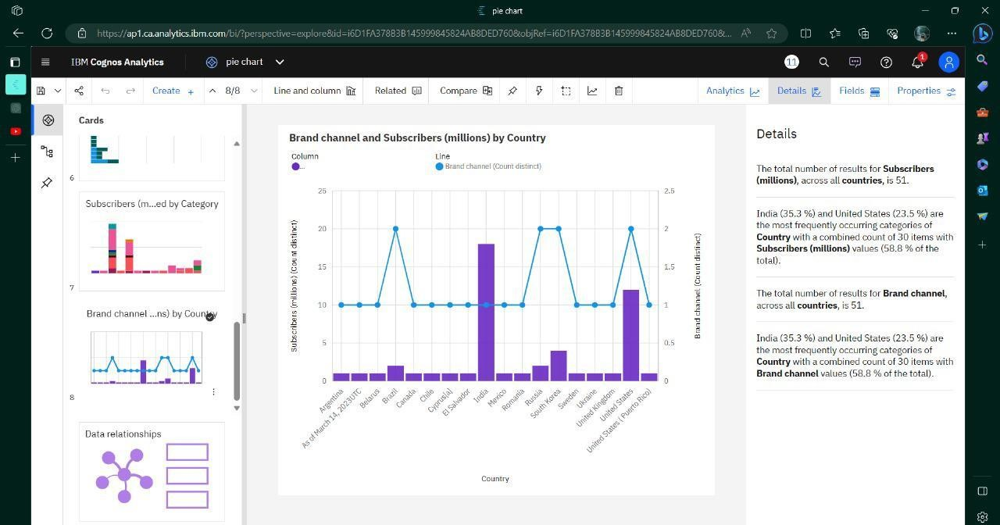 pie chart
https://ap1.ca.analytics.ibm.com/bi/?perspective=explore&id=i6D1FA378B3B145999845824AB8DED760&objRef=i6D1FA378B3B145999845824AB8DED760&...
IBM Cognos Analytics
pie chart
11
1
Create +
8/8
Line and column
Related
Compare
Analytics
Details
Fields
Properties
Cards
6
Subscribers (m...ed by Category
7
Brand channel ...ns) by Country
8
Data relationships
Brand channel and Subscribers (millions) by Country
Column
...
Line
Brand channel (Count distinct)
Subscribers (millions) (Count distinct)
25
20
15
10
5
0
2.5
2
1.5
1
0.5
0
Brand channel (Count distinct)
Argentina
As of March 14, 2023UTC
Belarus
Brazil
Canada
Chile
Cyprus[a]
El Salvador
India
Mexico
Romania
Russia
South Korea
Sweden
Ukraine
United Kingdom
United States
United States ( Puerto Rico)
Country
Details
The total number of results for Subscribers
(millions), across all countries, is 51.
India (35.3 %) and United States (23.5 %) are
the most frequently occurring categories of
Country with a combined count of 30 items with
Subscribers (millions) values (58.8 % of the
total).
The total number of results for Brand channel,
across all countries, is 51.
India (35.3 %) and United States (23.5 %) are
the most frequently occurring categories of
Country with a combined count of 30 items with
Brand channel values (58.8 % of the total).